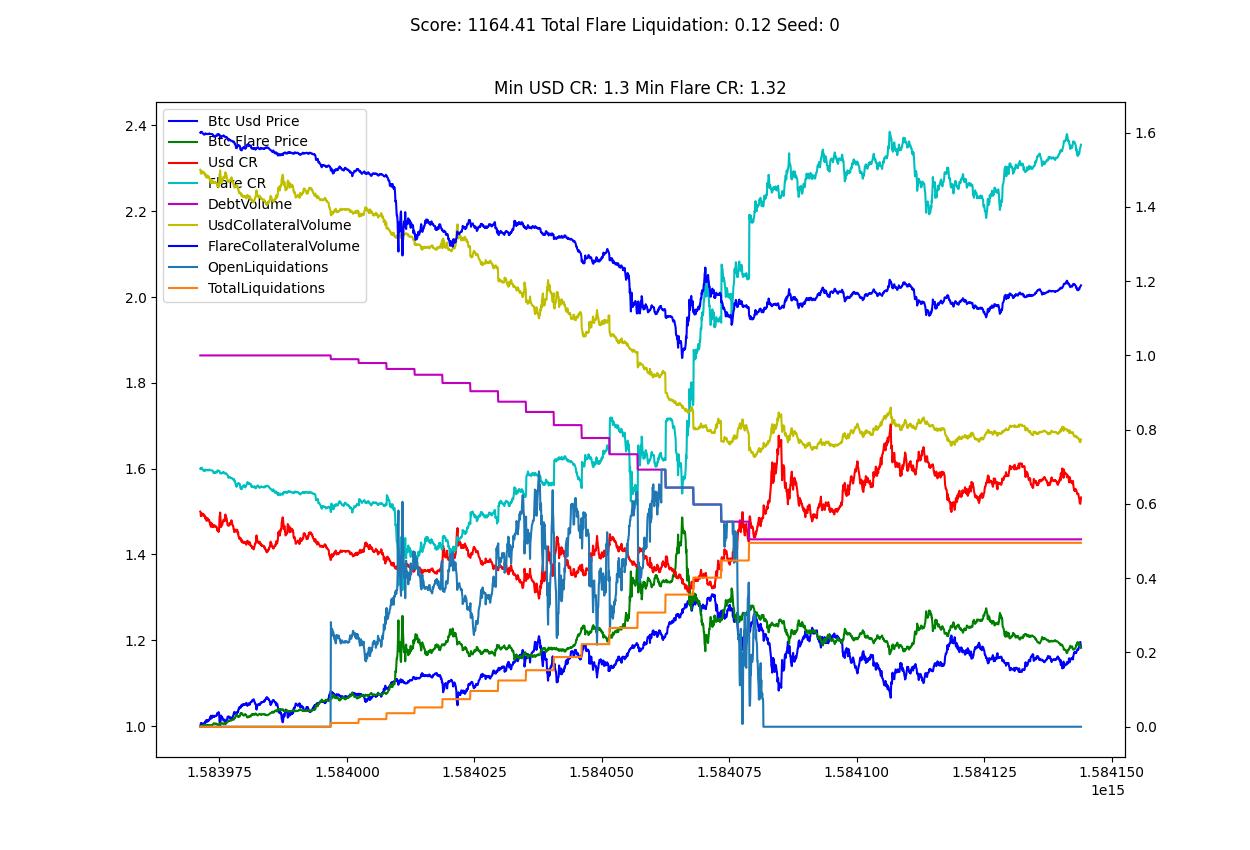 Score: 1164.41 Total Flare Liquidation: 0.12 Seed: 0
Min USD CR: 1.3 Min Flare CR: 1.32
Btc Usd Price
Btc Flare Price
Usd CR
Flare CR
DebtVolume
UsdCollateralVolume
FlareCollateralVolume
OpenLiquidations
TotalLiquidations
2.4
2.2
2.0
1.8
1.6
1.4
1.2
1.0
1.6
1.4
1.2
1.0
0.8
0.6
0.4
0.2
0.0
1.583975 1.584000 1.584025 1.584050 1.584075 1.584100 1.584125 1.584150
1e15